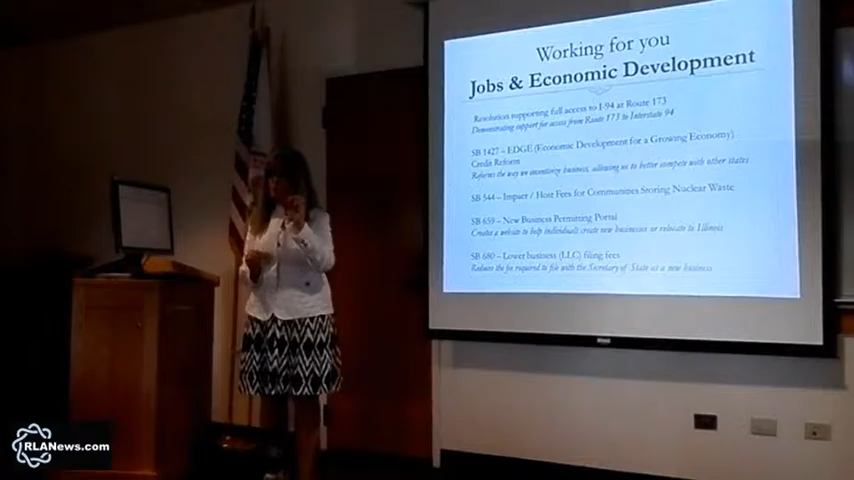 Working for you
Jobs & Economic Development
Resolution supporting full access to I-94 at Route 173
Demonstrating support for access from Route 173 to Interstate 94
SB 1427 – EDGE (Economic Development for a Growing Economy)
Credit Reform
Reforms the way we incentivize business, allowing us to better compete with other states
SB 544 – Impact / Host Fees for Communities Storing Nuclear Waste
SB 659 – New Business Permitting Portal
Creates a website to help individuals create new businesses or relocate to Illinois
SB 680 – Lower business (LLC) filing fees
Reduces the fee required to file with the Secretary of State as a new business
RLANews.com